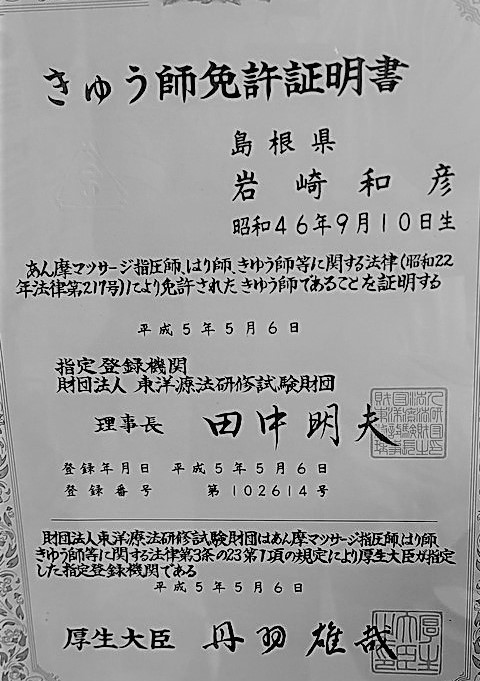 きゅう師免許証明書
島根県
岩崎和彦
昭和46年9月10日生
あん摩マツサージ指圧師、はり師、きゆう師等に関する法律(昭和22
年法律第217号)により免許されたきゆう師であることを証明する
平成5年5月6日
指定登録機関
財団法人 東洋療法研修試験財団
理事長 田中明夫
登録年月日 平成5年5月6日
登録番号 第102614号
財団法人東洋療法研修試験財団はあん摩マツサージ指圧師、はり師、
きゆう師等に関する法律第3条の23第1項の規定により厚生大臣が指定
した指定登録機関である
平成5年5月6日
厚生大臣 丹羽雄哉